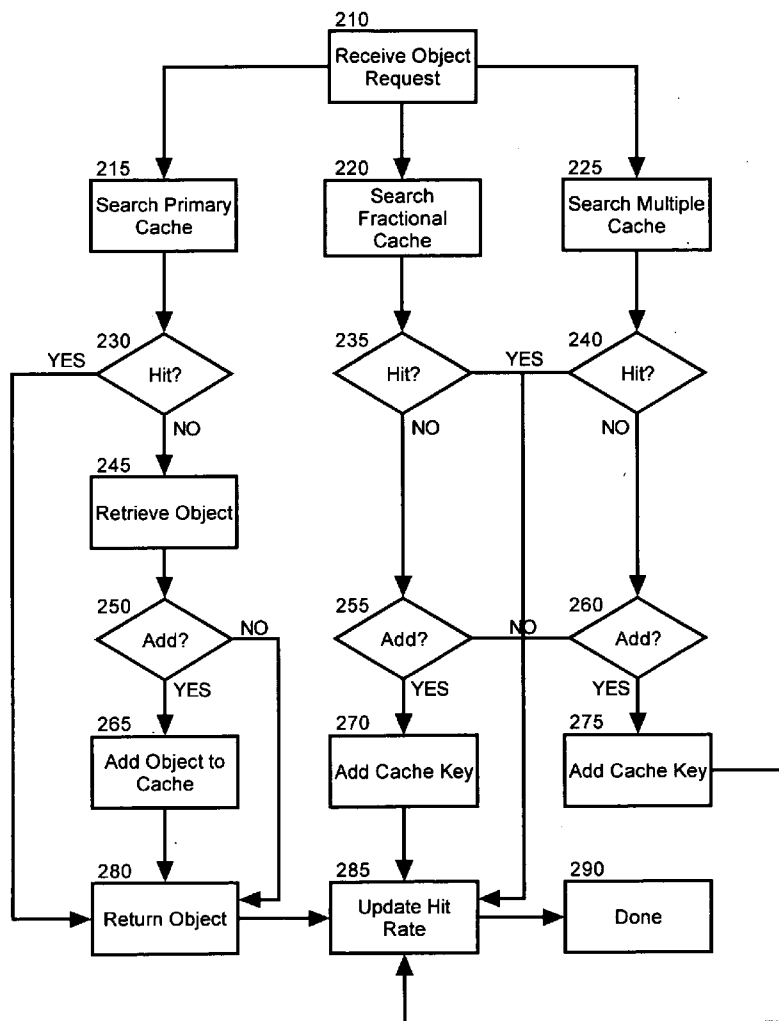 210
Receive Object
Request
215
Search Primary
Cache
220
Search
Fractional
Cache
225
Search Multiple
Cache
230
YES
Hit?
NO
235
Hit?
YES
NO
240
Hit?
NO
245
Retrieve Object
250
Add?
NO
YES
255
Add?
NO
YES
260
Add?
YES
265
Add Object to
Cache
270
Add Cache Key
275
Add Cache Key
280
Return Object
285
Update Hit
Rate
290
Done